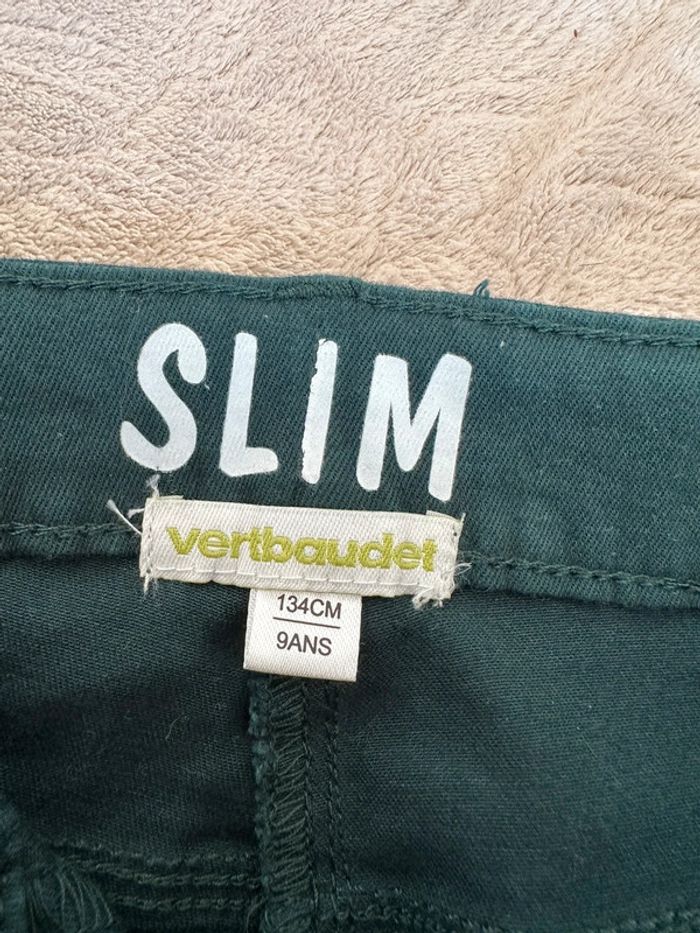 SLIM
vertbaudet
134CM
9ANS